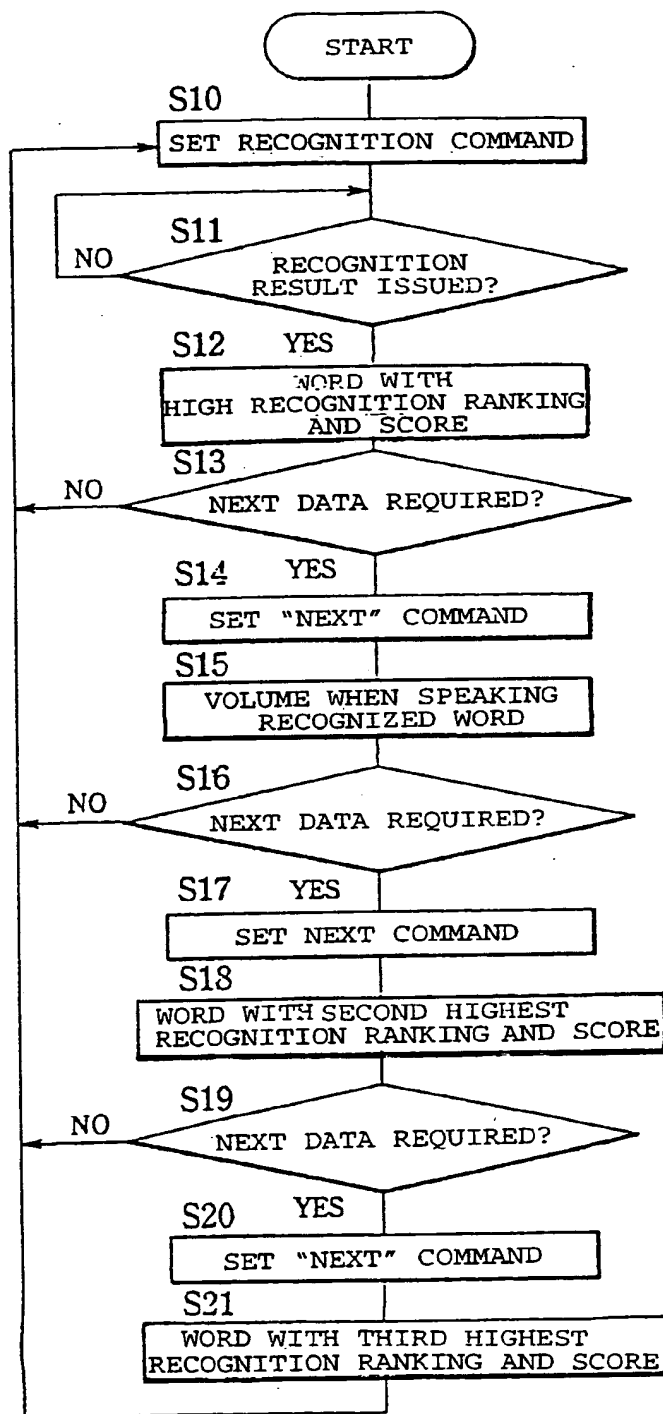 START
S10
SET RECOGNITION COMMAND
S11
NO
RECOGNITION
RESULT ISSUED?
S12 YES
WORD WITH
HIGH RECOGNITION RANKING
AND SCORE
S13
NO
NEXT DATA REQUIRED?
S14 YES
SET "NEXT" COMMAND
S15
VOLUME WHEN SPEAKING
RECOGNIZED WORD
S16
NO
NEXT DATA REQUIRED?
S17 YES
SET NEXT COMMAND
S18
WORD WITH SECOND HIGHEST
RECOGNITION RANKING AND SCORE
S19
NO
NEXT DATA REQUIRED?
S20 YES
SET "NEXT" COMMAND
S21
WORD WITH THIRD HIGHEST
RECOGNITION RANKING AND SCORE